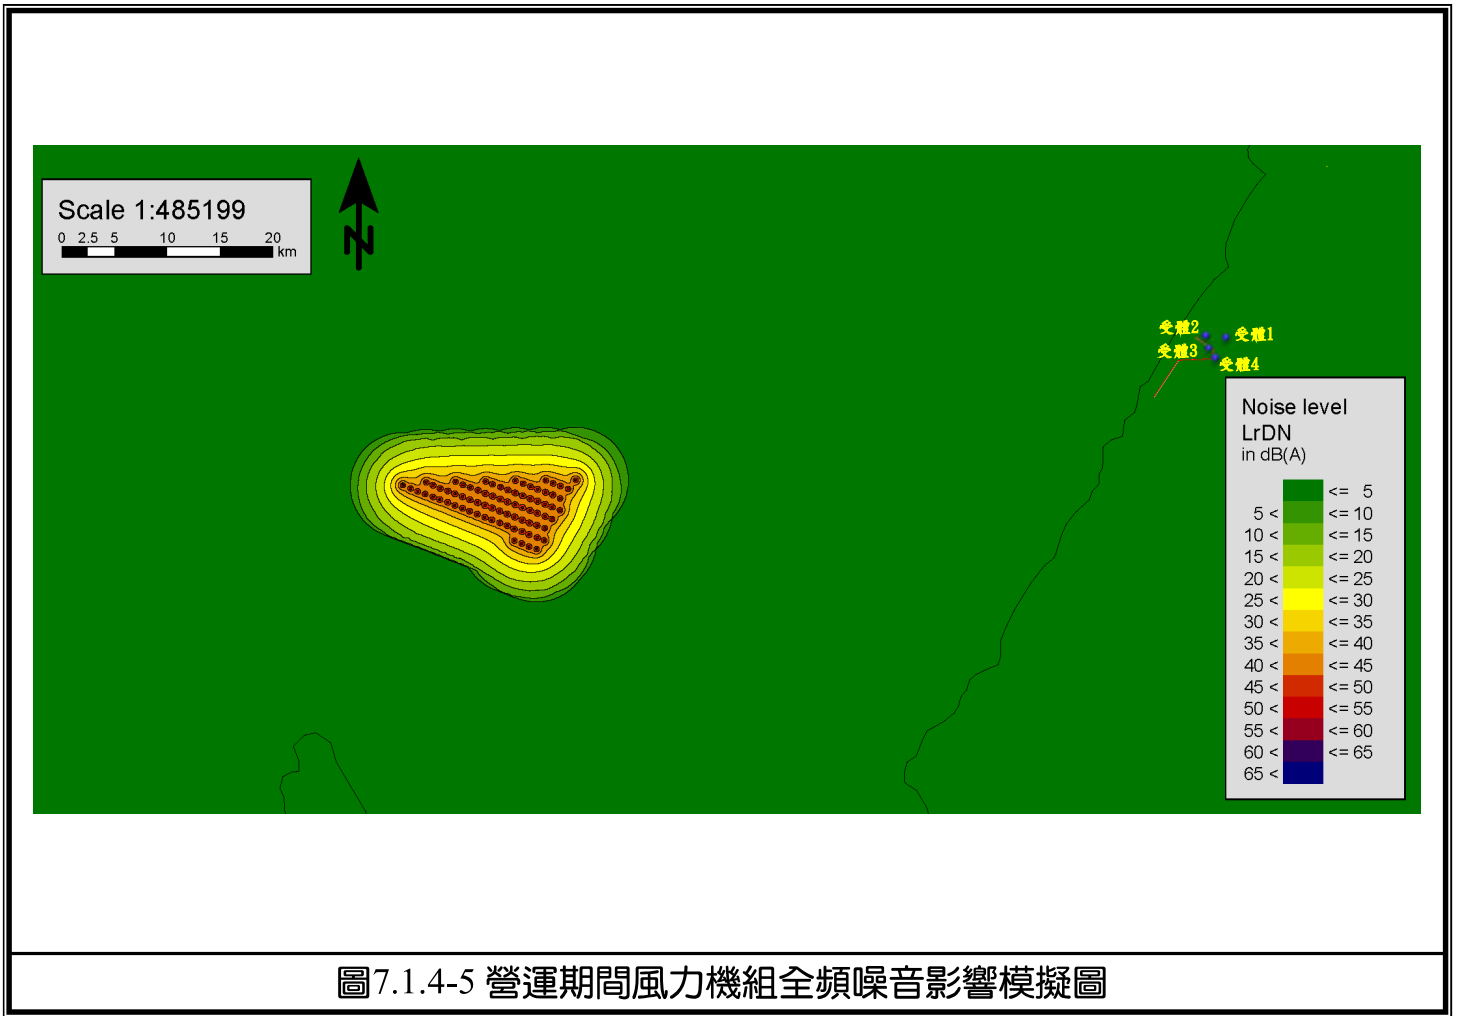 Scale 1:485199
0 2.5 5 10 15 20
km
N
受體2
受體1
受體3
受體4
Noise level
LrDN
in dB(A)
<= 5
5 < <= 10
10 < <= 15
15 < <= 20
20 < <= 25
25 < <= 30
30 < <= 35
35 < <= 40
40 < <= 45
45 < <= 50
50 < <= 55
55 < <= 60
60 < <= 65
65 <
圖7.1.4-5 營運期間風力機組全頻噪音影響模擬圖